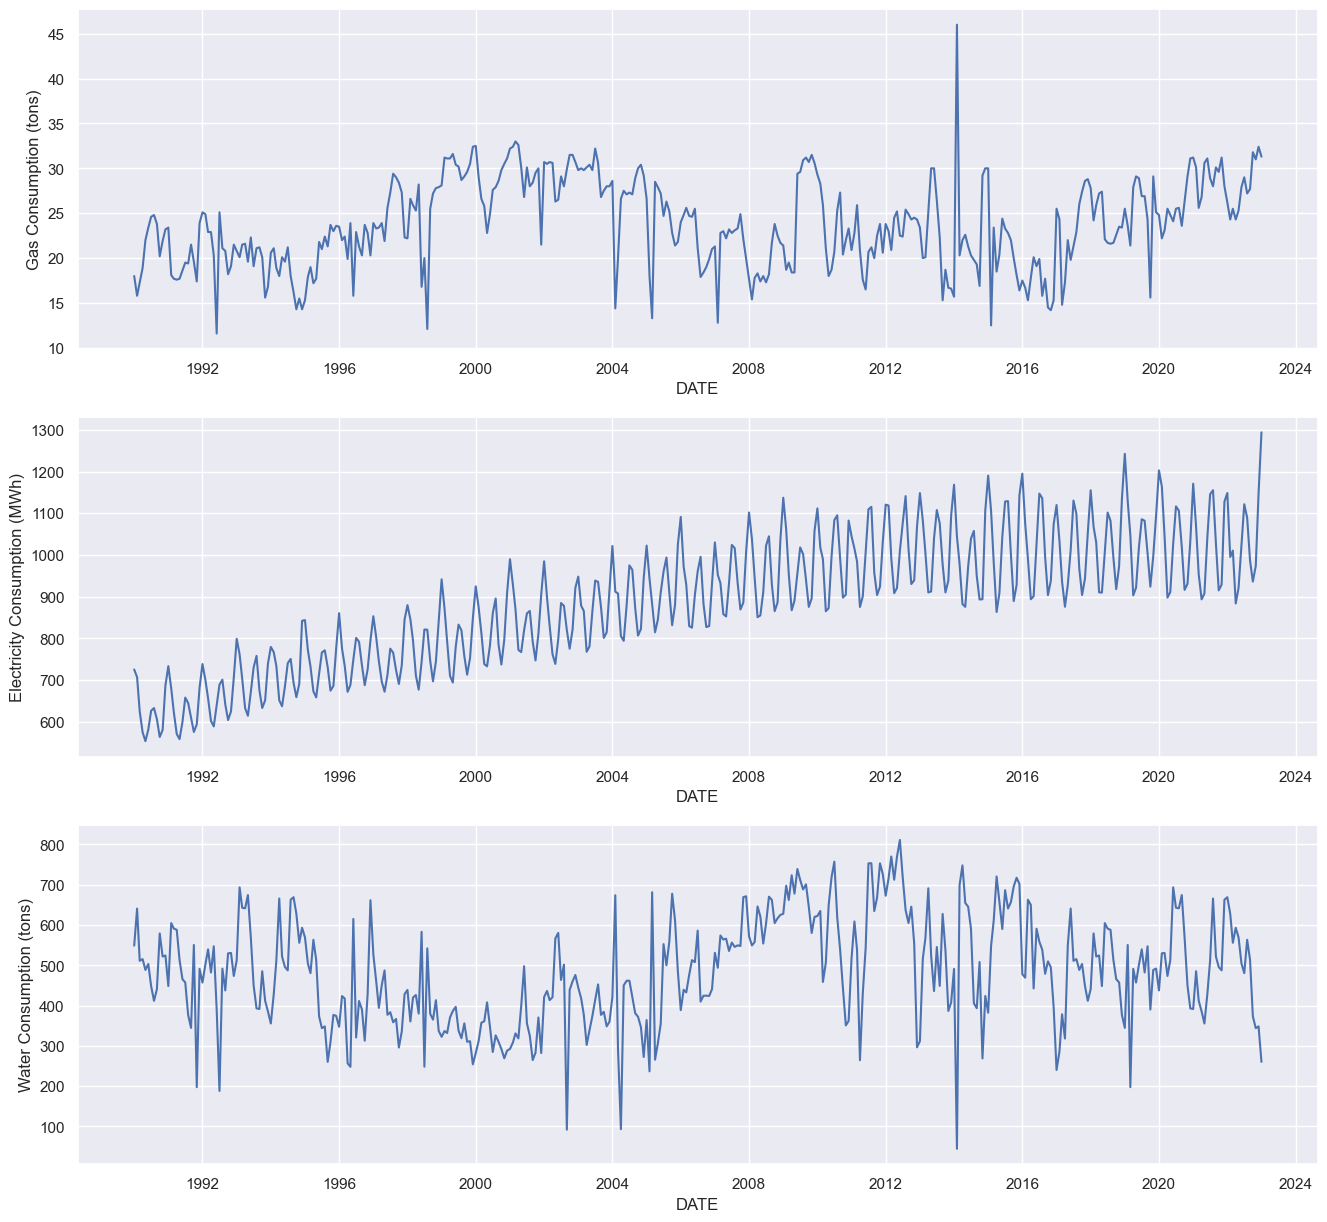 45
40
35
30
25
20
15
10
Gas Consumption (tons)
1992 1996 2000 2004 2008 2012 2016 2020 2024
DATE
1300
1200
1100
1000
900
800
700
600
Electricity Consumption (MWh)
1992 1996 2000 2004 2008 2012 2016 2020 2024
DATE
800
700
600
500
400
300
200
100
Water Consumption (tons)
1992 1996 2000 2004 2008 2012 2016 2020 2024
DATE